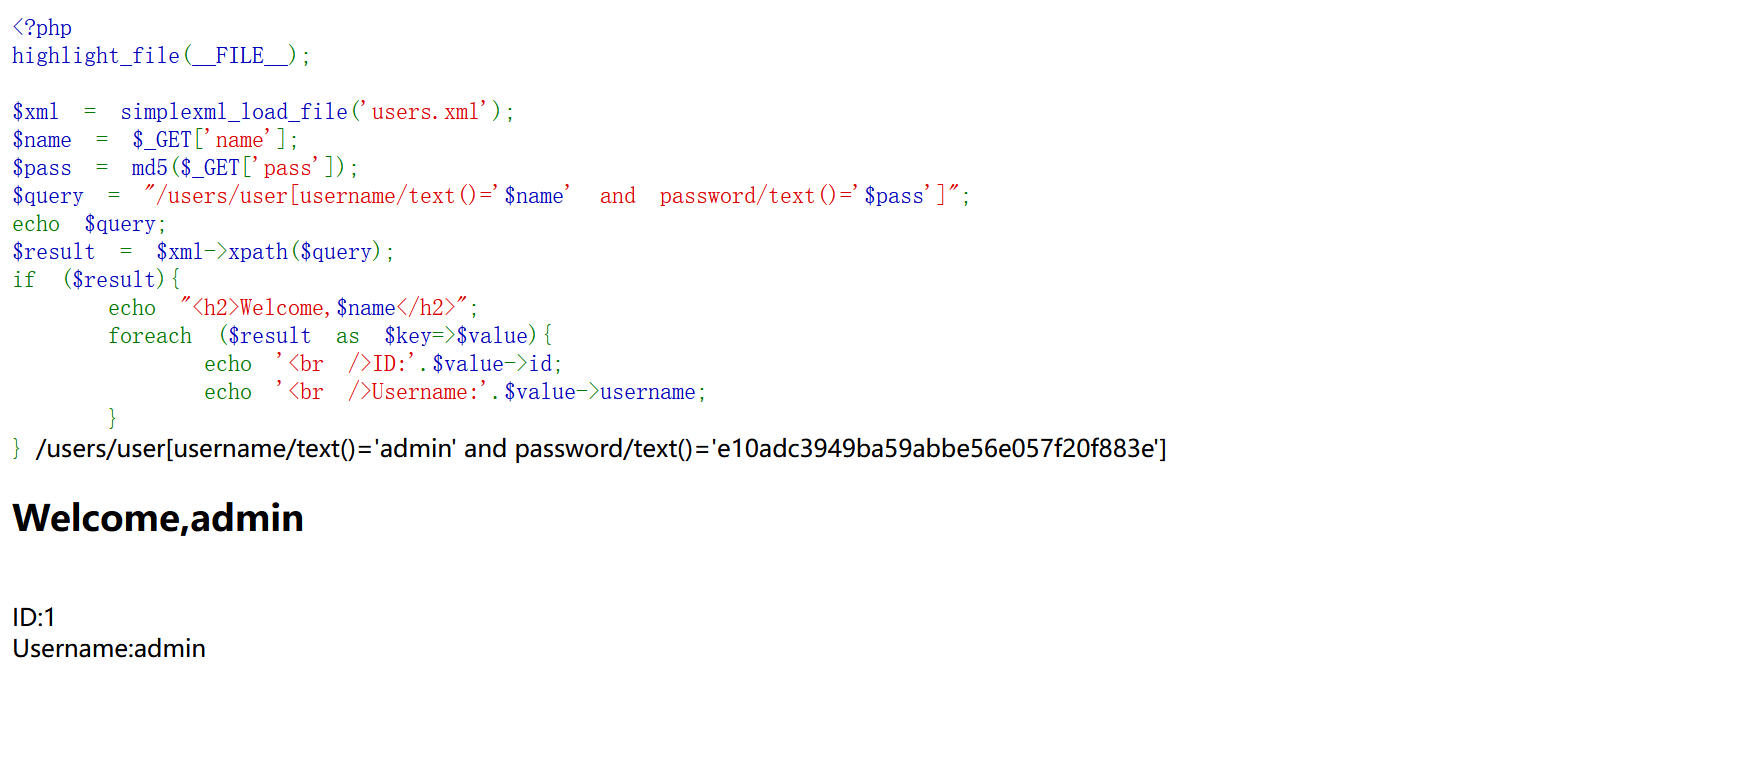 <?php
highlight_file(__FILE__);
$xml = simplexml_load_file('users.xml');
$name = $_GET['name'];
$pass = md5($_GET['pass']);
$query = "/users/user[username/text()='$name' and password/text()='$pass']";
echo $query;
$result = $xml->xpath($query);
if ($result){
echo "<h2>Welcome,$name</h2>";
foreach ($result as $key=>$value){
echo '<br />ID:'.$value->id;
echo '<br />Username:'.$value->username;
}
} /users/user[username/text()='admin' and password/text()='e10adc3949ba59abbe56e057f20f883e']
Welcome,admin
ID:1
Username:admin